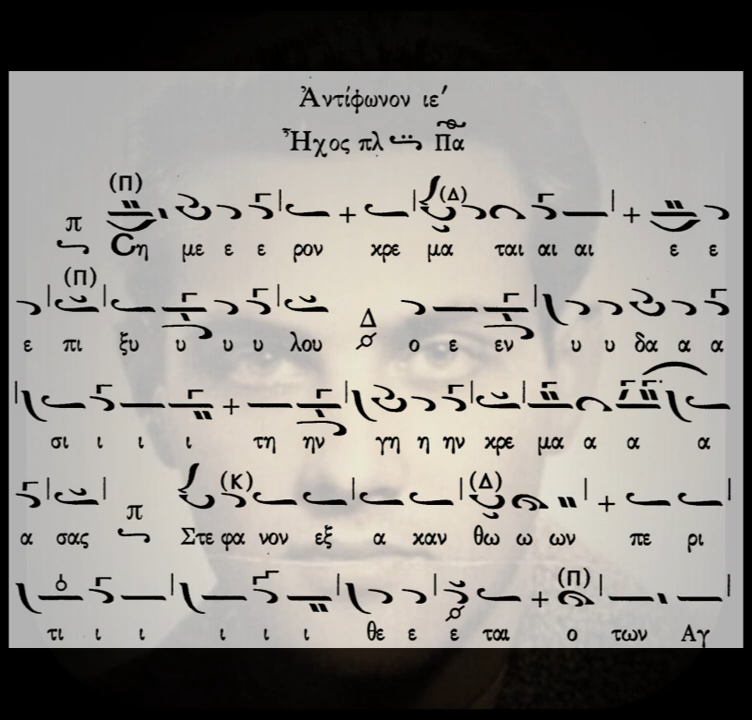 Ἀντίφωνον ιε′
Ἦχος πλ Πα
(Π) (Δ)
π Ϲη με ε ε ρον κρε μα ται αι αι ε ε
(Π)
ε πι ξυ υ υ υ λου Δ ο ε εν υ υ δα α α
σι ι ι ι τη ην γη η ην κρε μα α α α
(Κ) (Δ)
α σας π Στε φα νον εξ α καν θω ω ων πε ρι
(Π)
τι ι ι ι ι ι θε ε ε ται ο των Αγ